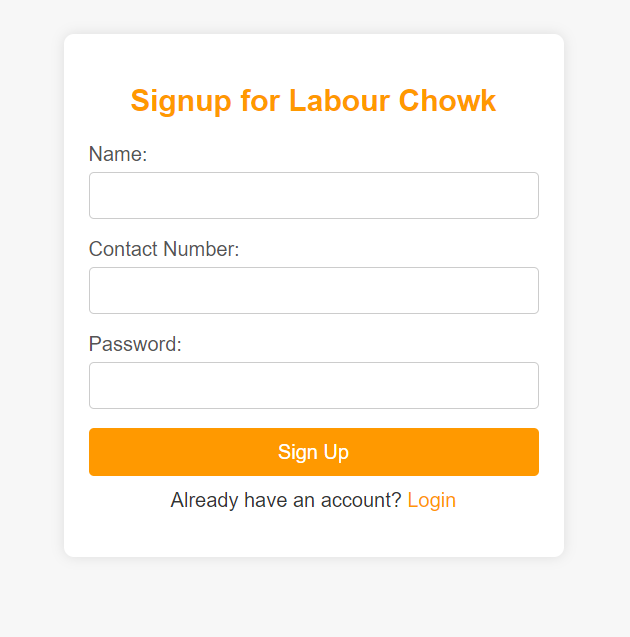 Signup for Labour Chowk
Name:
Contact Number:
Password:
Sign Up
Already have an account? Login